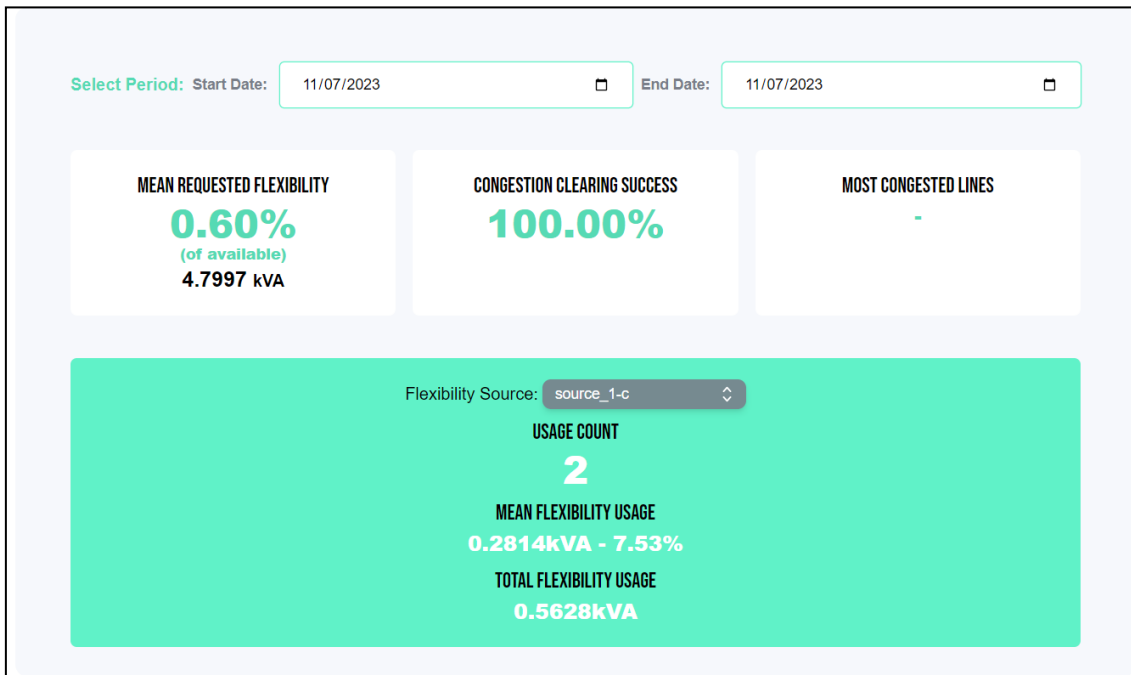 Select Period: Start Date: 11/07/2023 End Date: 11/07/2023
MEAN REQUESTED FLEXIBILITY
0.60%
(of available)
4.7997 kVA
CONGESTION CLEARING SUCCESS
100.00%
MOST CONGESTED LINES
-
Flexibility Source: source_1-c
USAGE COUNT
2
MEAN FLEXIBILITY USAGE
0.2814kVA - 7.53%
TOTAL FLEXIBILITY USAGE
0.5628kVA